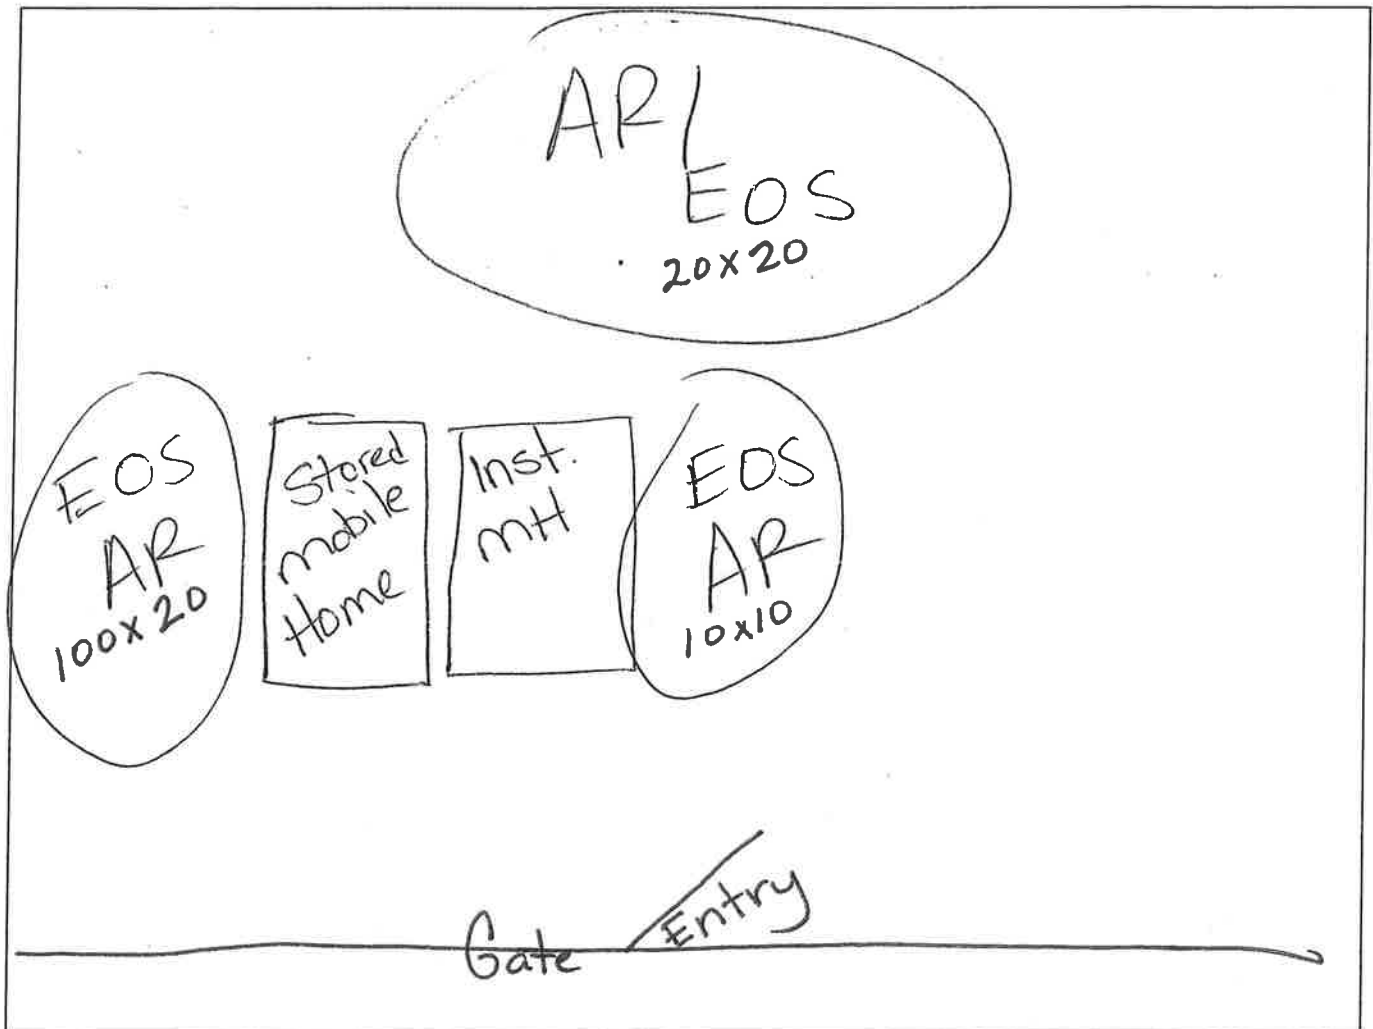 AR/
EOS
20x20
EOS
AR
100x20
Stored
mobile
Home
Inst.
MH
EOS
AR
10x10
Entry
Gate